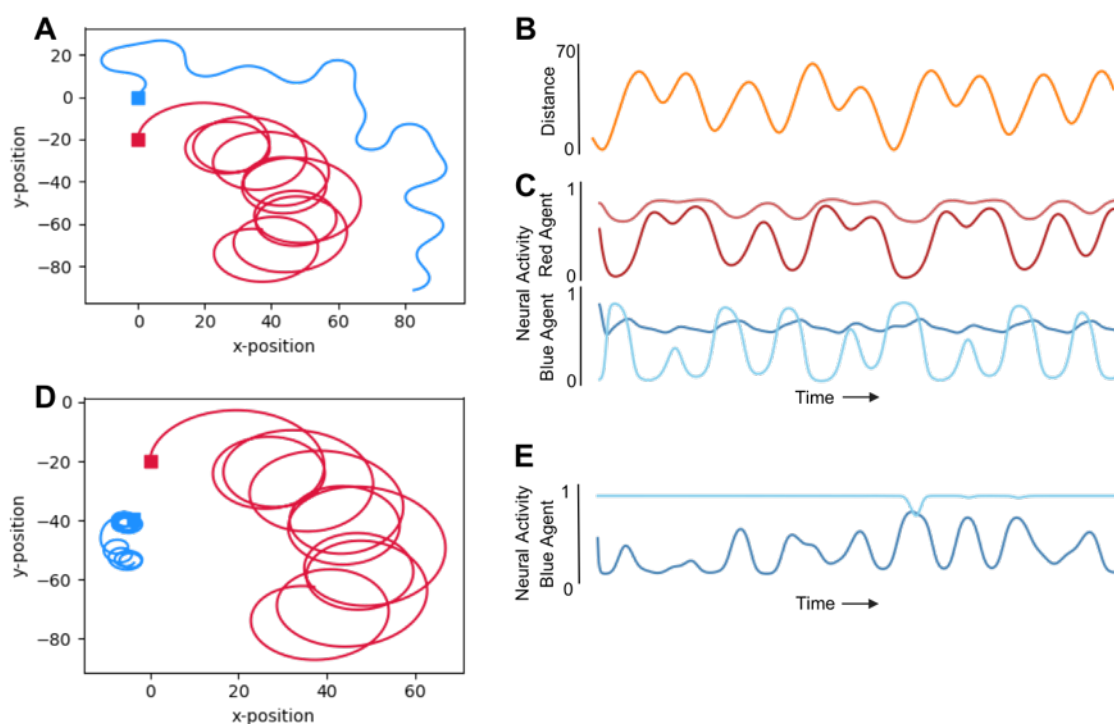 A
20
0
−20
−40
−60
−80
y-position
0 20 40 60 80
x-position
B
70
Distance
0
C
1
Neural Activity
Red Agent
0
1
Blue Agent
0
Time
D
0
−20
−40
−60
−80
y-position
0 20 40 60
x-position
E
1
Neural Activity
Blue Agent
0
Time